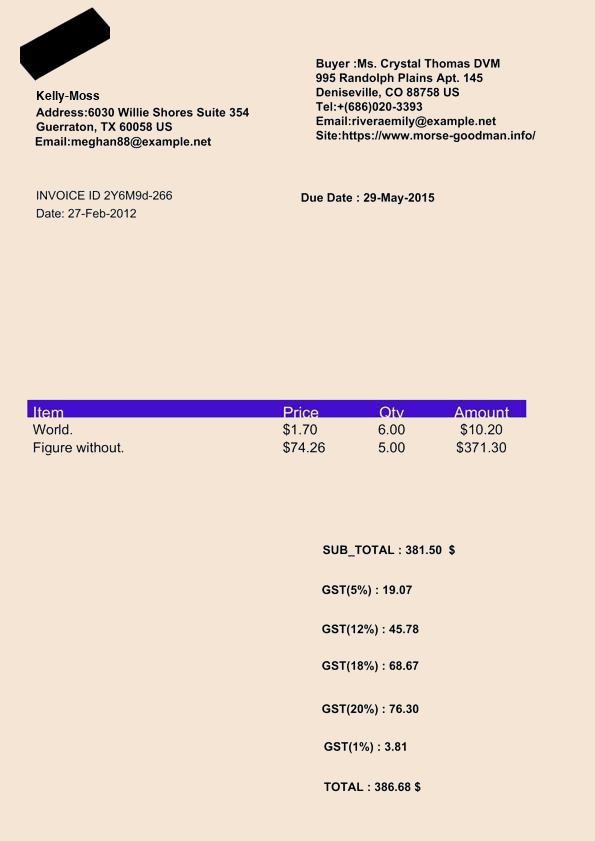 Kelly-Moss
Address:6030 Willie Shores Suite 354
Guerraton, TX 60058 US
Email:meghan88@example.net
Buyer :Ms. Crystal Thomas DVM
995 Randolph Plains Apt. 145
Deniseville, CO 88758 US
Tel:+(686)020-3393
Email:riveraemily@example.net
Site:https://www.morse-goodman.info/
INVOICE ID 2Y6M9d-266
Date: 27-Feb-2012
Due Date : 29-May-2015
Item Price Qty Amount
World. $1.70 6.00 $10.20
Figure without. $74.26 5.00 $371.30
SUB_TOTAL : 381.50 $
GST(5%) : 19.07
GST(12%) : 45.78
GST(18%) : 68.67
GST(20%) : 76.30
GST(1%) : 3.81
TOTAL : 386.68 $